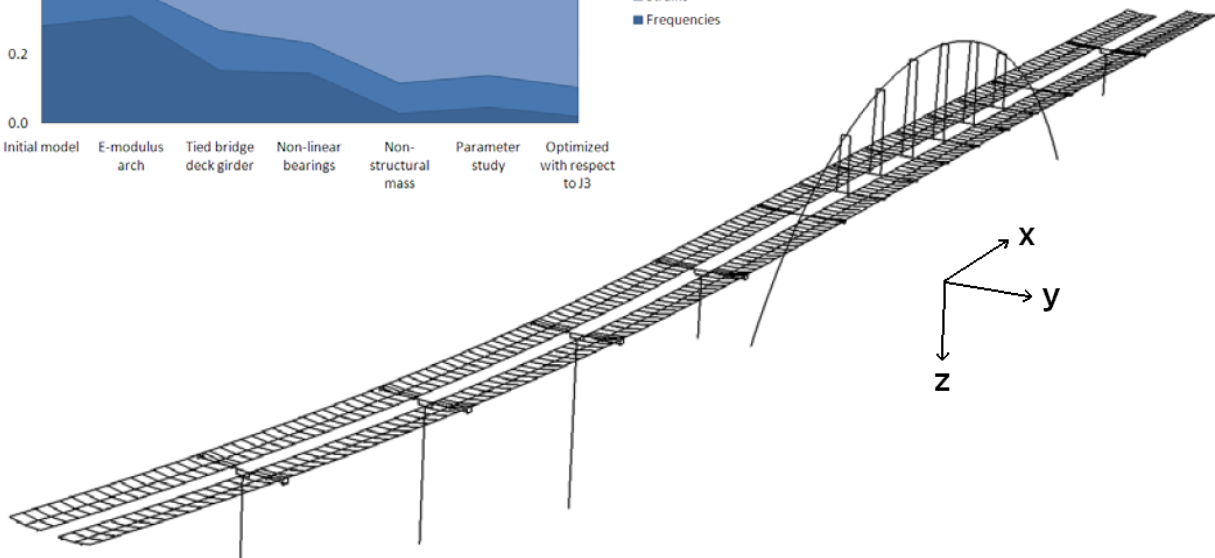 Frequencies
0.2
0.0
Initial model
E-modulus
arch
Tied bridge
deck girder
Non-linear
bearings
Non-
structural
mass
Parameter
study
Optimized
with respect
to J3
x
y
z